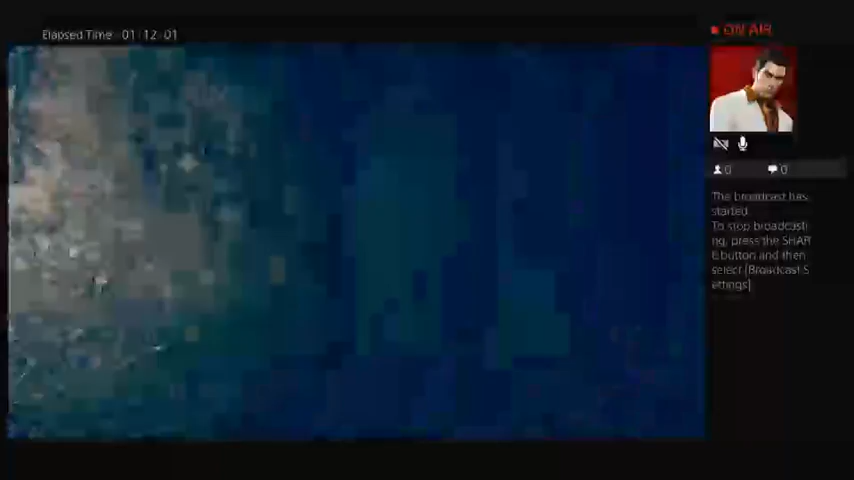 Elapsed Time 01:12:01
ON AIR
0 0
The broadcast has
started.
To stop broadcasti
ng, press the SHAR
E button and then
select [Broadcast S
ettings]